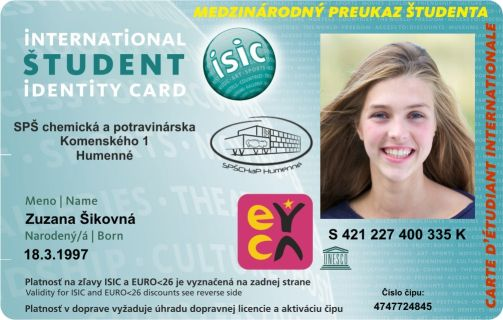 MEDZINÁRODNÝ PREUKAZ ŠTUDENTA
iNTERNATiONAL
ŠTUDENT
iDENTiTY CARD
isic
SPŠ chemická a potravinárska
Komenského 1
Humenné
SPŠCHaP Humenné
Meno | Name
Zuzana Šikovná
Narodený/á | Born
18.3.1997
eyca
UNESCO
S 421 227 400 335 K
CARTE D'ÉTUDIANT INTERNATIONALE
Platnosť na zľavy ISIC a EURO<26 je vyznačená na zadnej strane
Validity for ISIC and EURO<26 discounts see reverse side
Platnosť v doprave vyžaduje úhradu dopravnej licencie a aktiváciu čipu
Číslo čipu:
4747724845